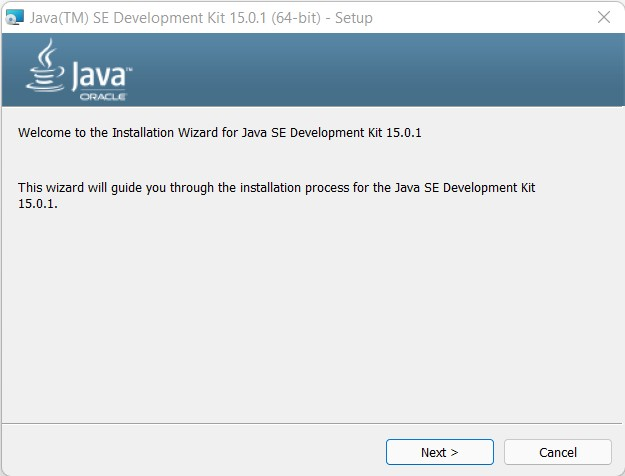 Java(TM) SE Development Kit 15.0.1 (64-bit) - Setup
Java™
ORACLE
Welcome to the Installation Wizard for Java SE Development Kit 15.0.1
This wizard will guide you through the installation process for the Java SE Development Kit
15.0.1.
Next >
Cancel